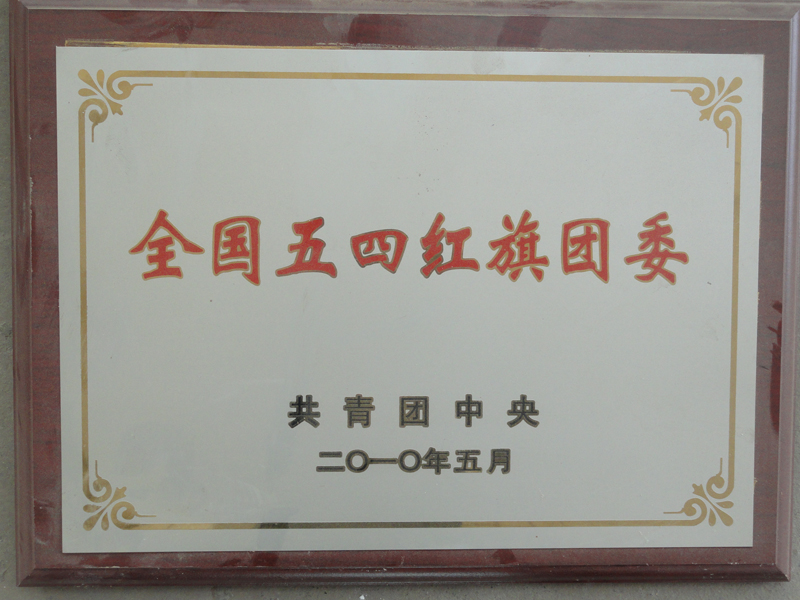 全国五四红旗团委
共青团中央
二〇一〇年五月